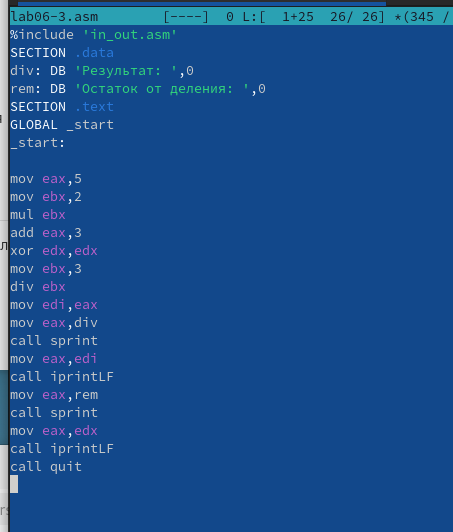 lab06-3.asm [----] 0 L:[ 1+25 26/ 26] *(345 /
%include 'in_out.asm'
SECTION .data
div: DB 'Результат: ',0
rem: DB 'Остаток от деления: ',0
SECTION .text
GLOBAL _start
_start:
mov eax,5
mov ebx,2
mul ebx
add eax,3
xor edx,edx
mov ebx,3
div ebx
mov edi,eax
mov eax,div
call sprint
mov eax,edi
call iprintLF
mov eax,rem
call sprint
mov eax,edx
call iprintLF
call quit